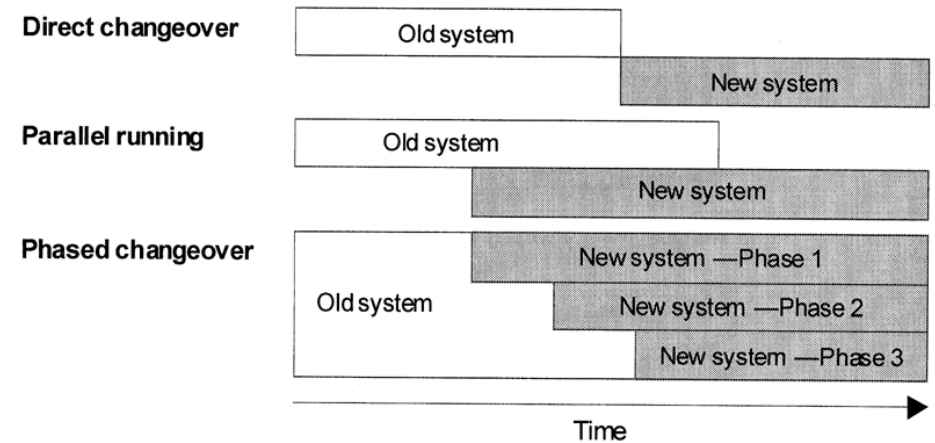 Direct changeover
Old system
New system
Parallel running
Old system
New system
Phased changeover
New system —Phase 1
Old system
New system —Phase 2
New system —Phase 3
Time